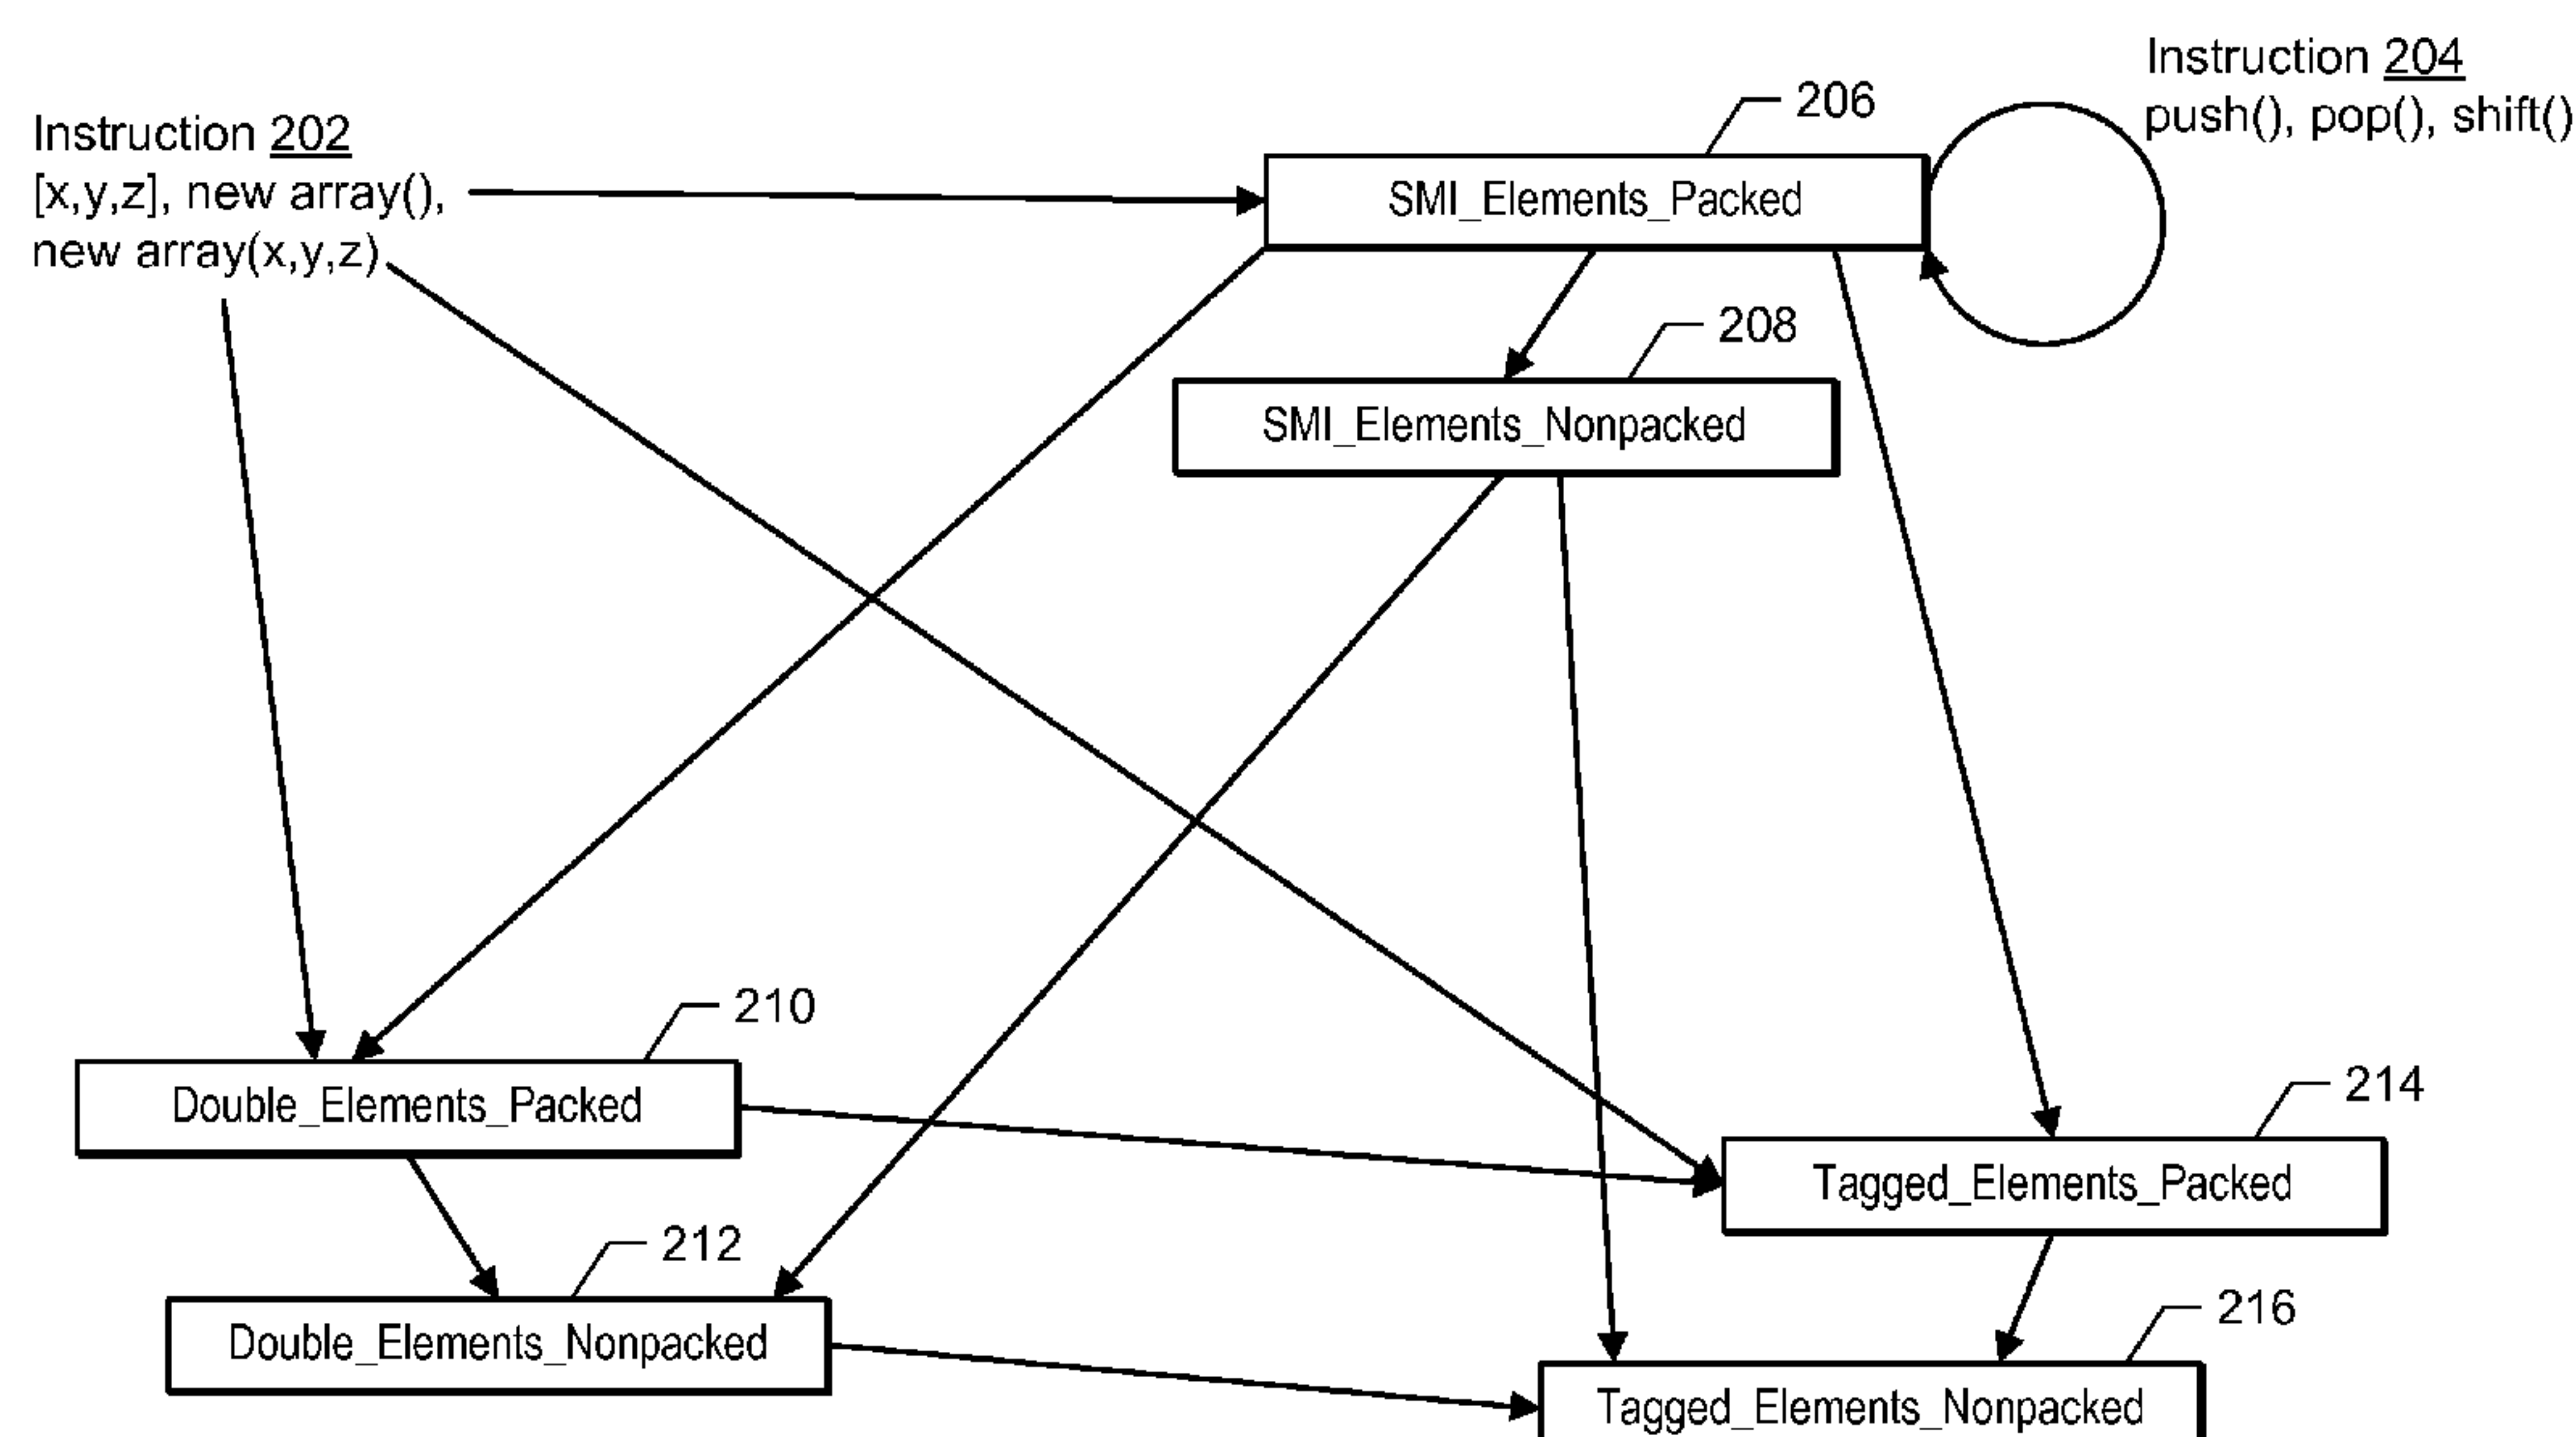 Instruction 204
push(), pop(), shift()
206
Instruction 202
[x,y,z], new array(),
new array(x,y,z)
SMI_Elements_Packed
208
SMI_Elements_Nonpacked
210
Double_Elements_Packed
214
Tagged_Elements_Packed
212
Double_Elements_Nonpacked
216
Tagged_Elements_Nonpacked